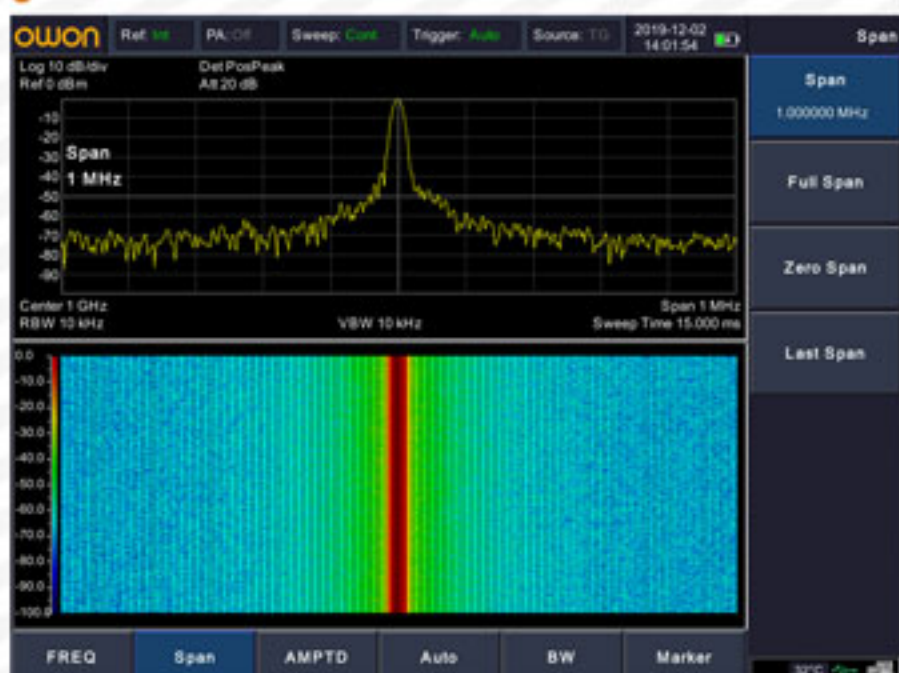 OWON
Ref: Int PA: Off Sweep: Cont Trigger: Auto Source: TG 2019-12-02 14:01:54
Span
Log 10 dB/div Det PosPeak
Ref 0 dBm Att 20 dB
-10
-20
-30
-40
-50
-60
-70
-80
-90
Span
1 MHz
Center 1 GHz Span 1 MHz
RBW 10 kHz VBW 10 kHz Sweep Time 15.000 ms
Span
1.000000 MHz
Full Span
Zero Span
Last Span
0.0
-10.0
-20.0
-30.0
-40.0
-50.0
-60.0
-70.0
-80.0
-90.0
-100.0
FREQ Span AMPTD Auto BW Marker
32°C